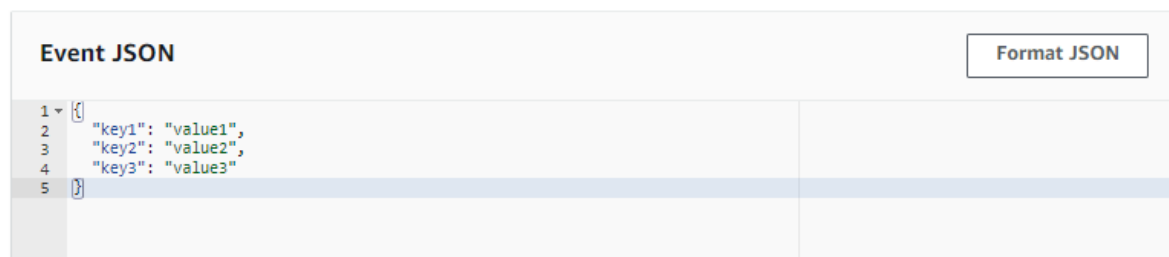 Event JSON
Format JSON
1 {
2 "key1": "value1",
3 "key2": "value2",
4 "key3": "value3"
5 }